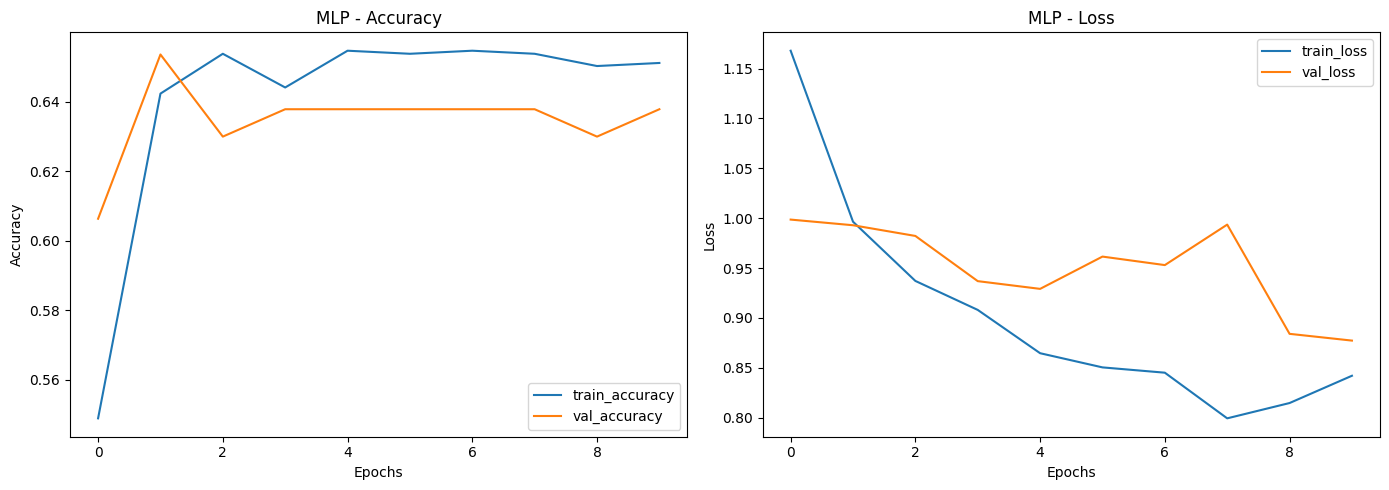 MLP - Accuracy
Accuracy
0.64
0.62
0.60
0.58
0.56
train_accuracy
val_accuracy
0 2 4 6 8
Epochs
MLP - Loss
Loss
1.15
1.10
1.05
1.00
0.95
0.90
0.85
0.80
train_loss
val_loss
0 2 4 6 8
Epochs